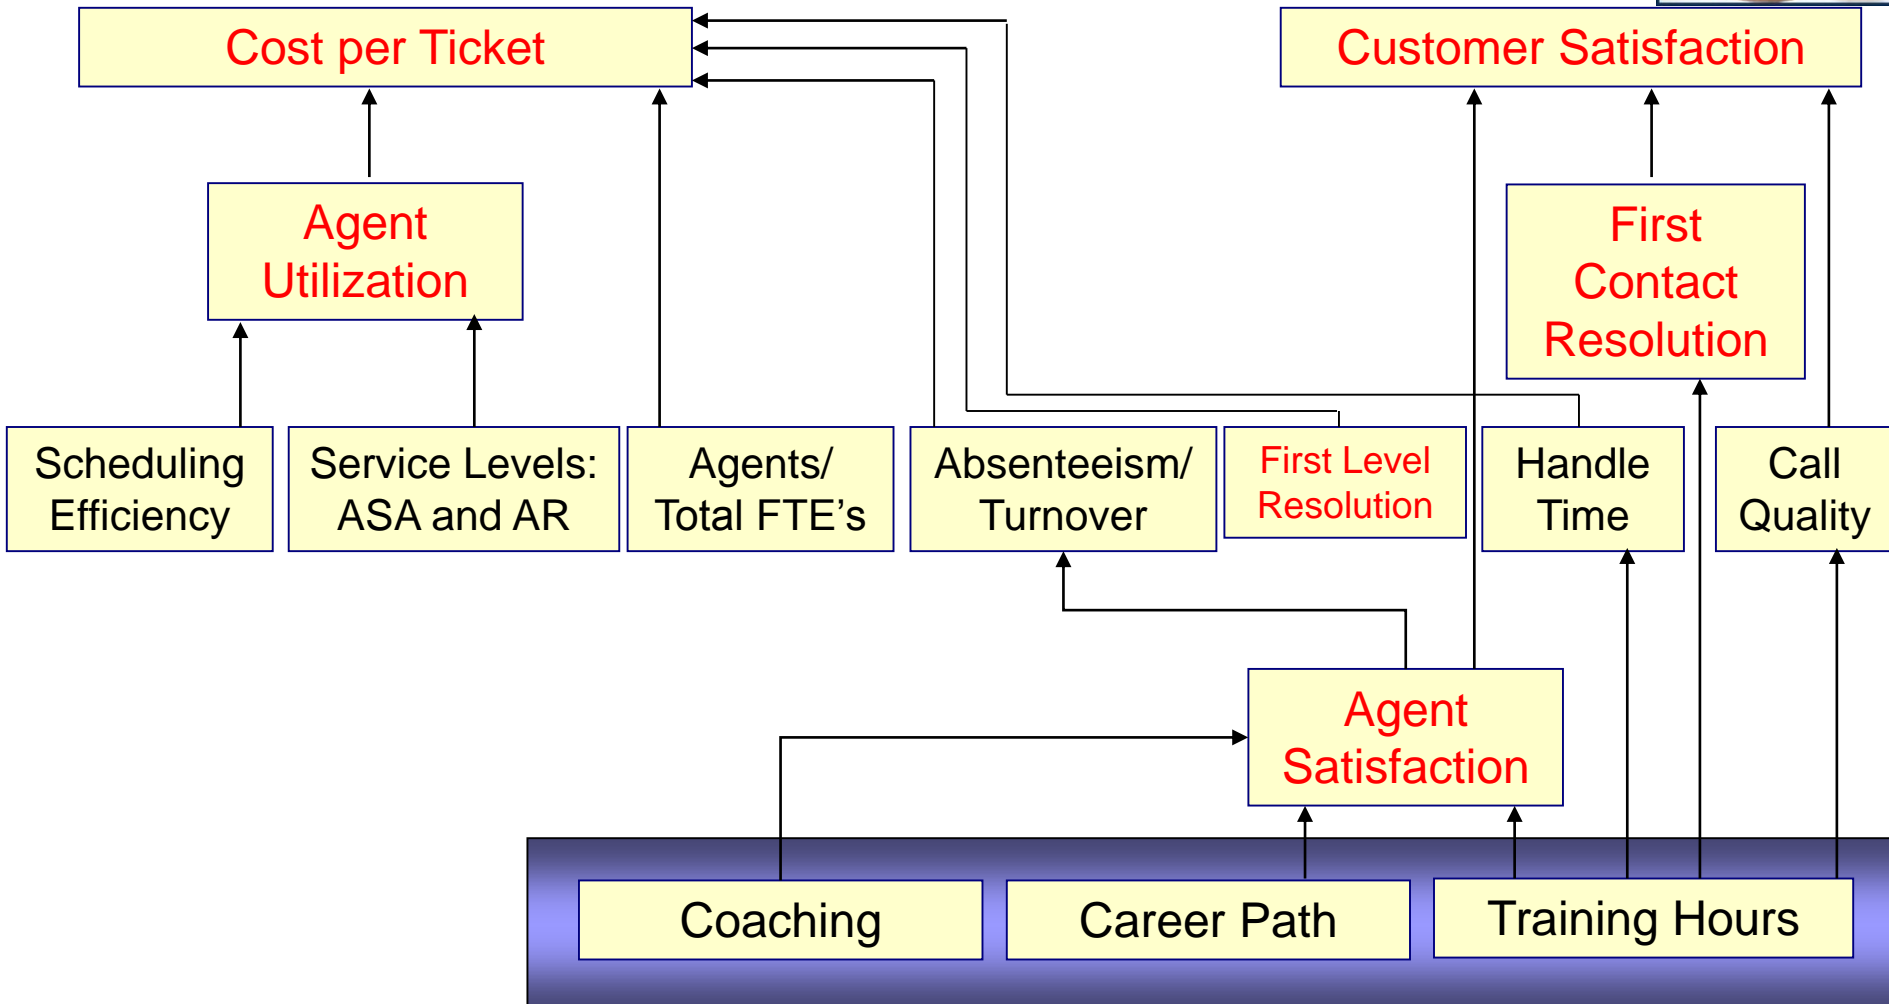 Cost per Ticket
Customer Satisfaction
Agent
Utilization
First
Contact
Resolution
Scheduling
Efficiency
Service Levels:
ASA and AR
Agents/
Total FTE's
Absenteeism/
Turnover
First Level
Resolution
Handle
Time
Call
Quality
Agent
Satisfaction
Coaching
Career Path
Training Hours